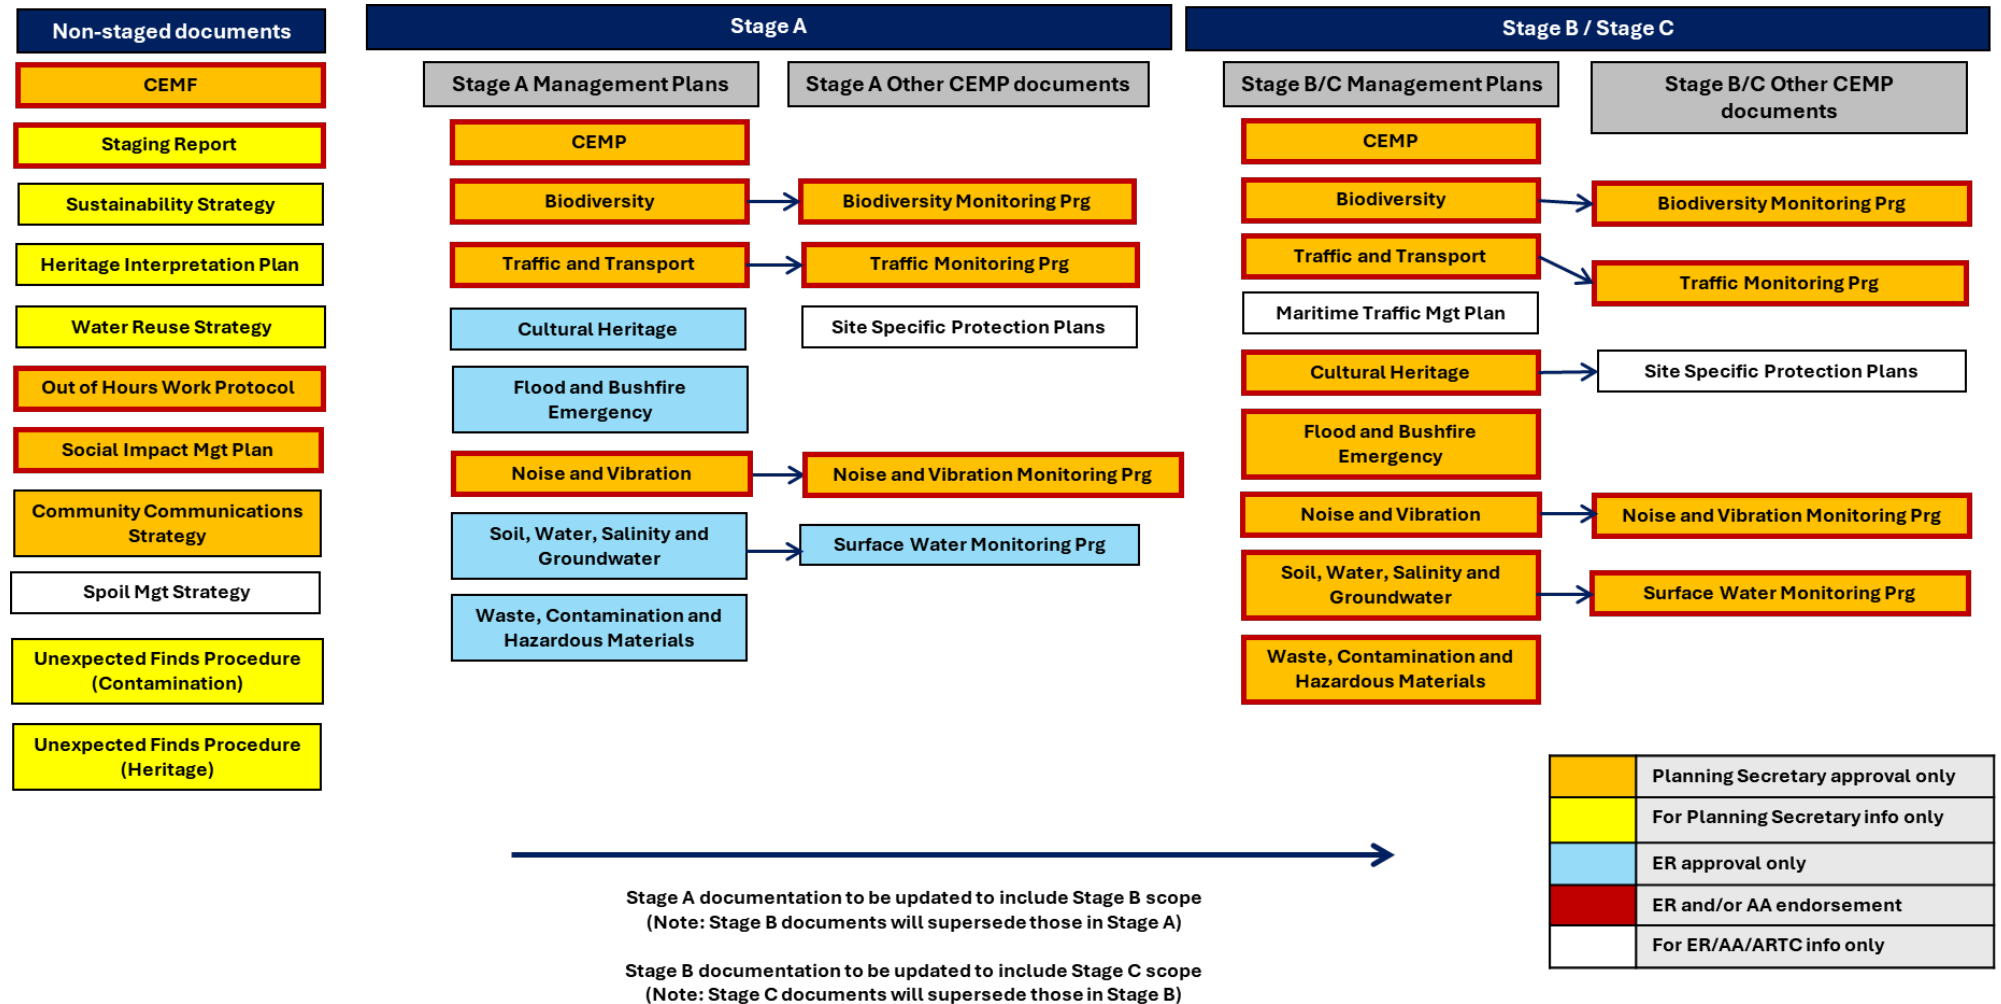 Non-staged documents
CEMF
Staging Report
Sustainability Strategy
Heritage Interpretation Plan
Water Reuse Strategy
Out of Hours Work Protocol
Social Impact Mgt Plan
Community Communications
Strategy
Spoil Mgt Strategy
Unexpected Finds Procedure
(Contamination)
Unexpected Finds Procedure
(Heritage)
Stage A
Stage A Management Plans
CEMP
Biodiversity
Traffic and Transport
Cultural Heritage
Flood and Bushfire
Emergency
Noise and Vibration
Soil, Water, Salinity and
Groundwater
Waste, Contamination and
Hazardous Materials
Stage A Other CEMP documents
Biodiversity Monitoring Prg
Traffic Monitoring Prg
Site Specific Protection Plans
Noise and Vibration Monitoring Prg
Surface Water Monitoring Prg
Stage B / Stage C
Stage B/C Management Plans
CEMP
Biodiversity
Traffic and Transport
Maritime Traffic Mgt Plan
Cultural Heritage
Flood and Bushfire
Emergency
Noise and Vibration
Soil, Water, Salinity and
Groundwater
Waste, Contamination and
Hazardous Materials
Stage B/C Other CEMP
documents
Biodiversity Monitoring Prg
Traffic Monitoring Prg
Site Specific Protection Plans
Noise and Vibration Monitoring Prg
Surface Water Monitoring Prg
Planning Secretary approval only
For Planning Secretary info only
ER approval only
ER and/or AA endorsement
For ER/AA/ARTC info only
Stage A documentation to be updated to include Stage B scope
(Note: Stage B documents will supersede those in Stage A)
Stage B documentation to be updated to include Stage C scope
(Note: Stage C documents will supersede those in Stage B)